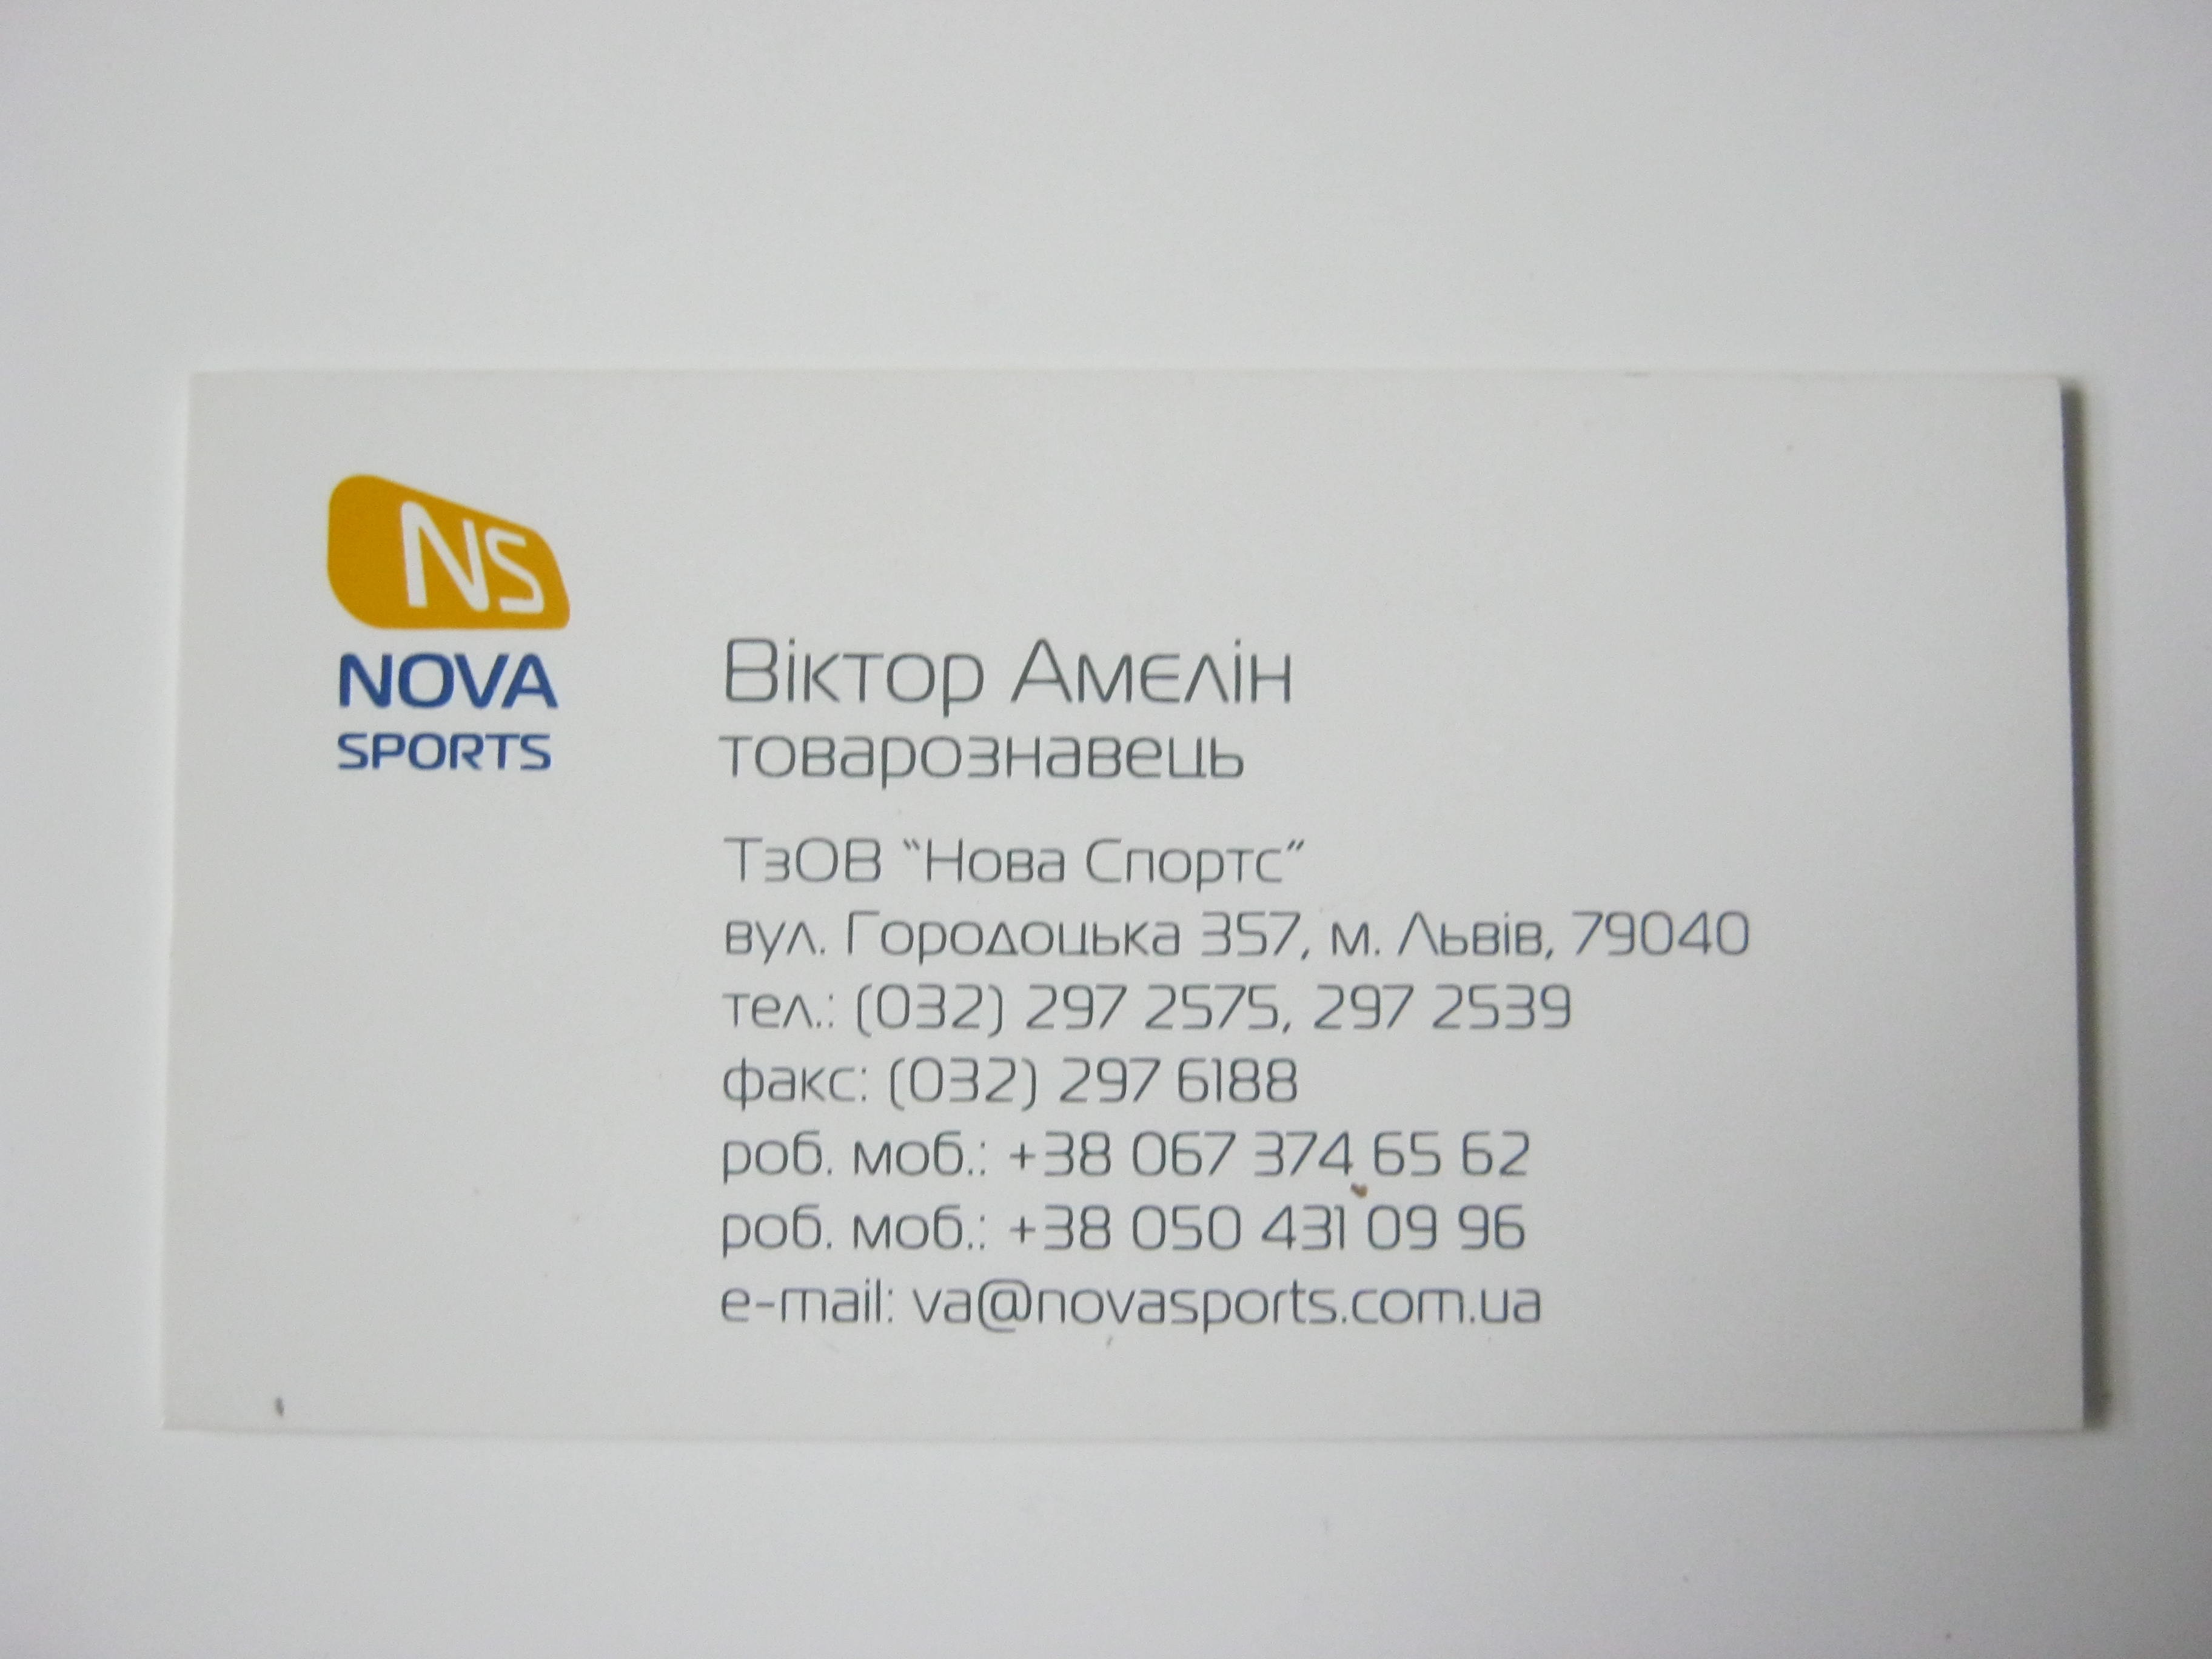 NS
NOVA
SPORTS
Віктор Амелін
товарознавець
ТзОВ “Нова Спортс”
вул. Городоцька 357, м. Львів, 79040
тел.: (032) 297 2575, 297 2539
факс: (032) 297 6188
роб. моб.: +38 067 374 65 62
роб. моб.: +38 050 431 09 96
e-mail: va@novasports.com.ua